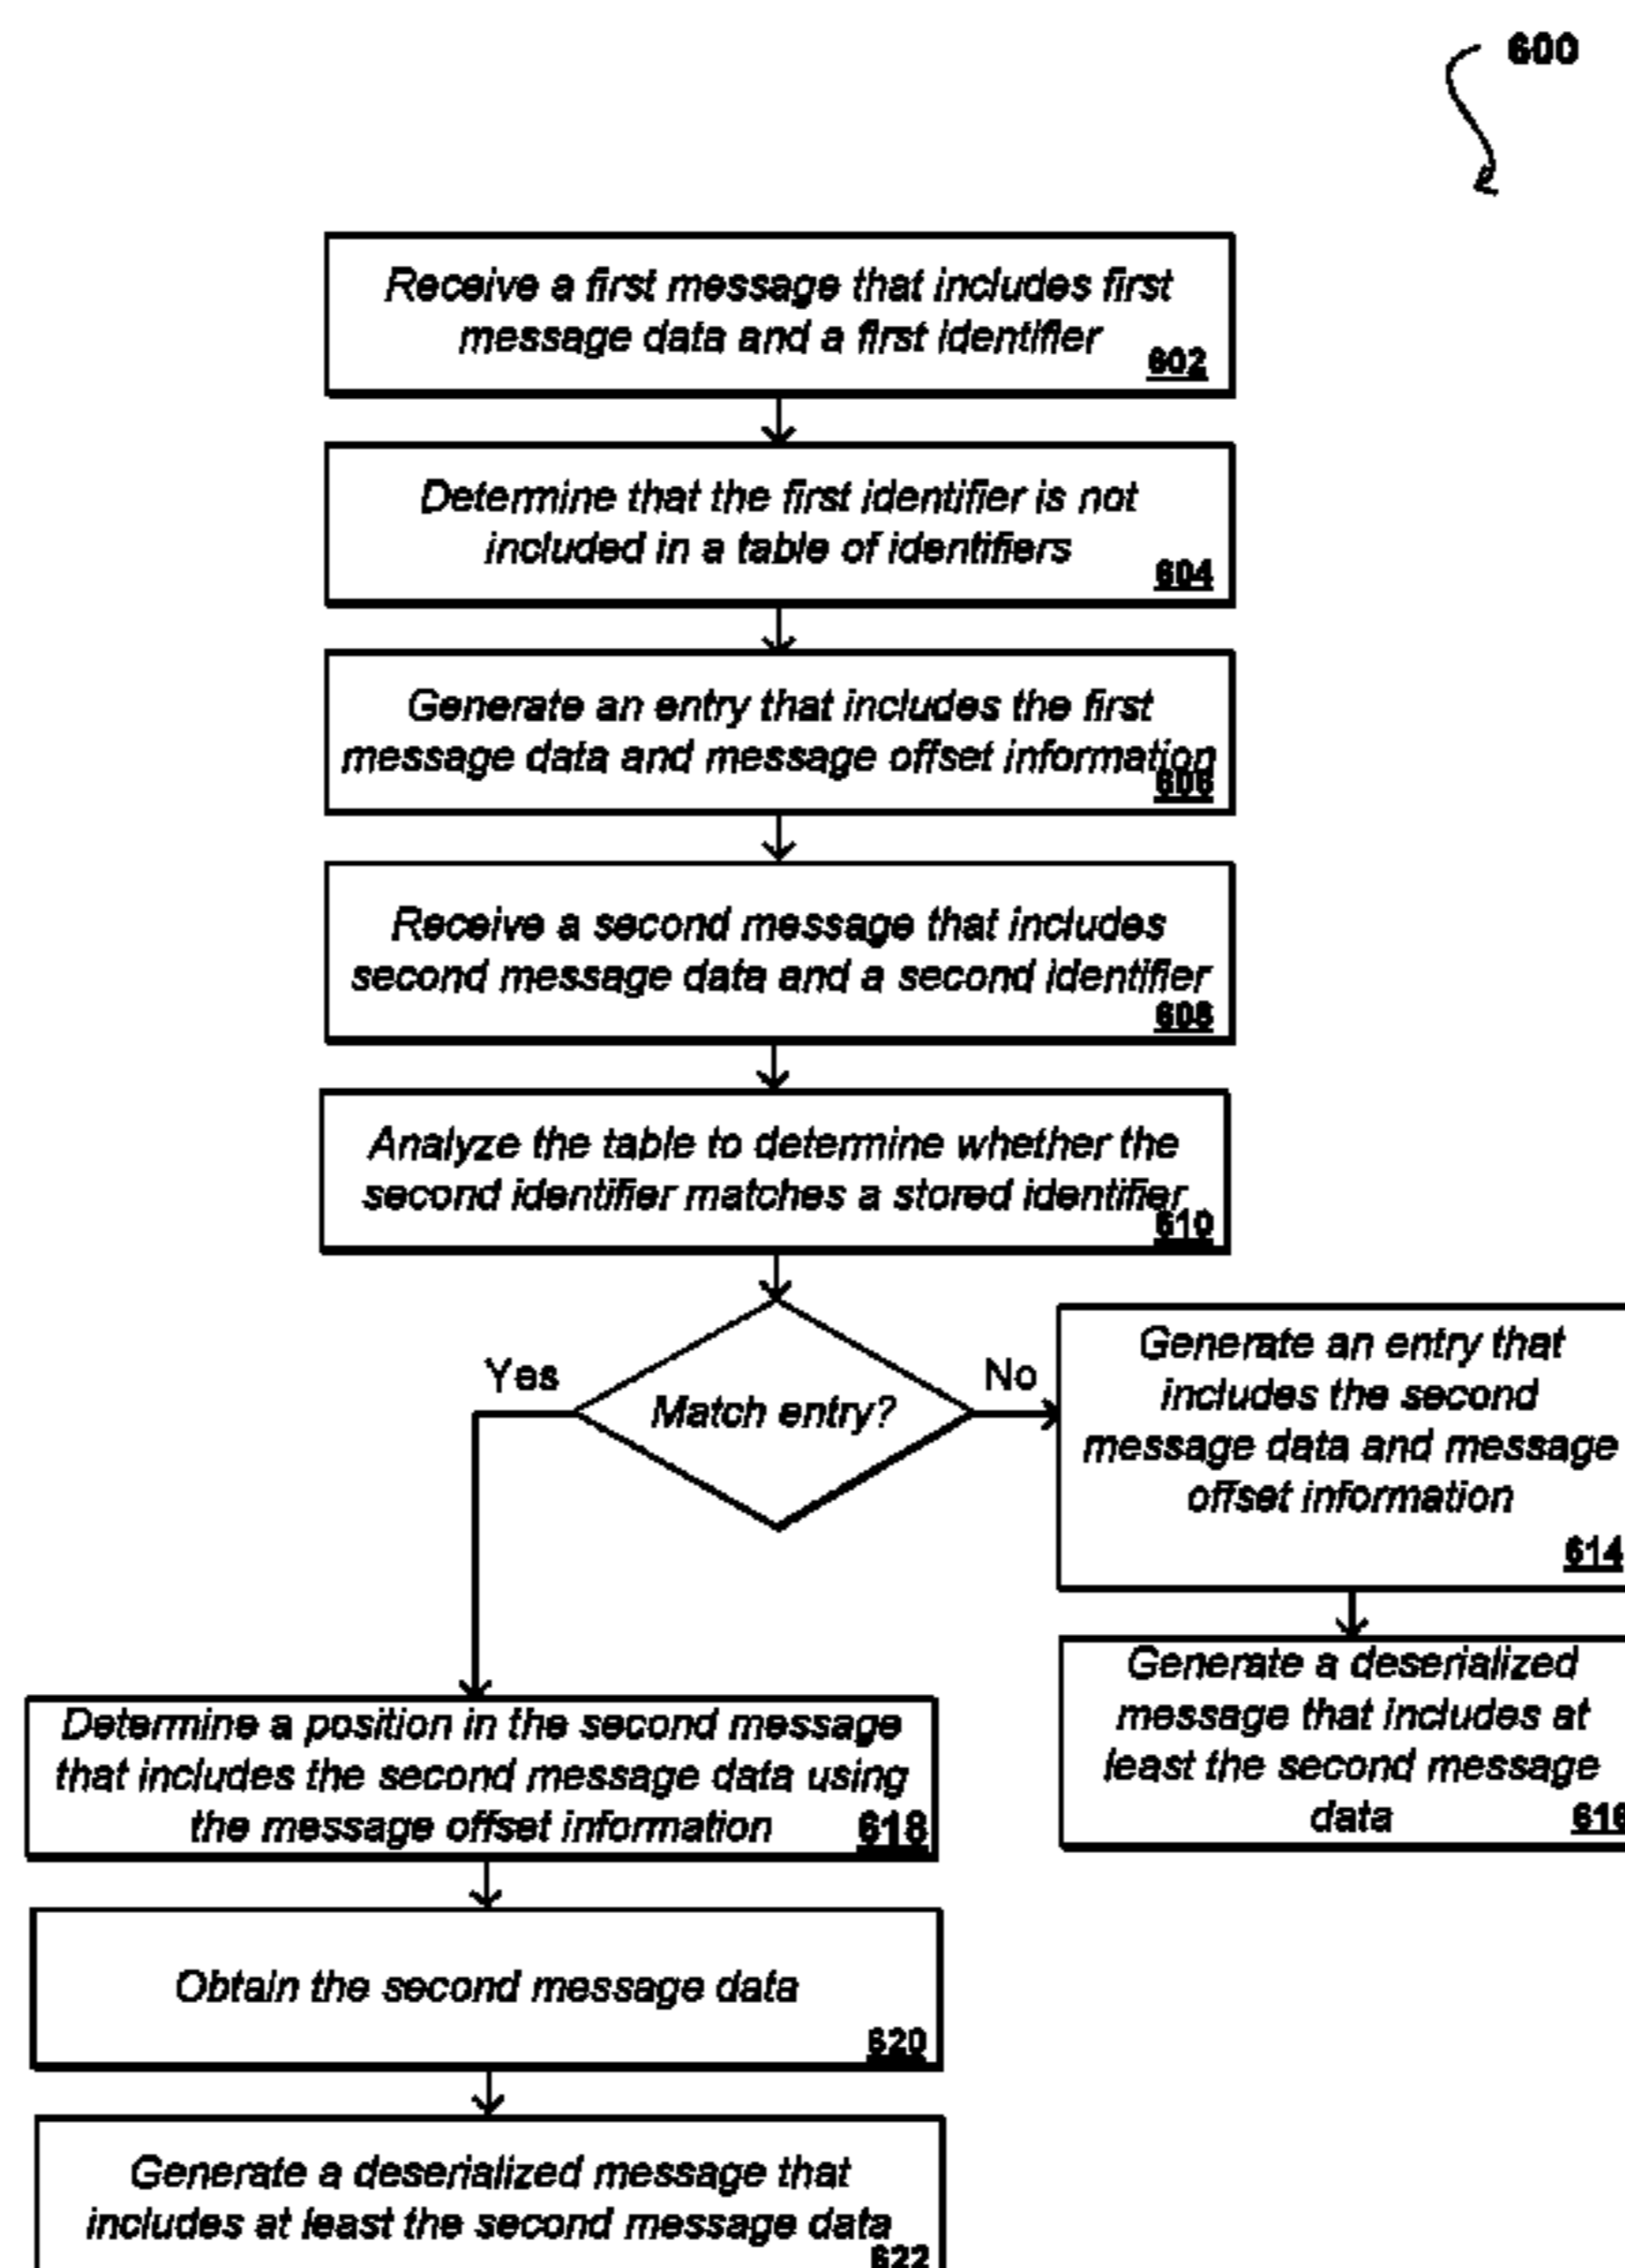 600
Receive a first message that includes first
message data and a first identifier
602
Determine that the first identifier is not
included in a table of identifiers
604
Generate an entry that includes the first
message data and message offset information
606
Receive a second message that includes
second message data and a second identifier
608
Analyze the table to determine whether the
second identifier matches a stored identifier
610
Yes
Match entry?
No
Generate an entry that
includes the second
message data and message
offset information
614
Generate a deserialized
message that includes at
least the second message
data
616
Determine a position in the second message
that includes the second message data using
the message offset information
618
Obtain the second message data
620
Generate a deserialized message that
includes at least the second message data
622